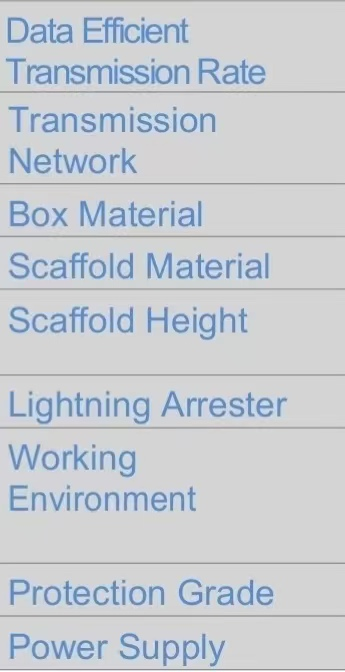 Data Efficient
Transmission Rate
Transmission
Network
Box Material
Scaffold Material
Scaffold Height
Lightning Arrester
Working
Environment
Protection Grade
Power Supply